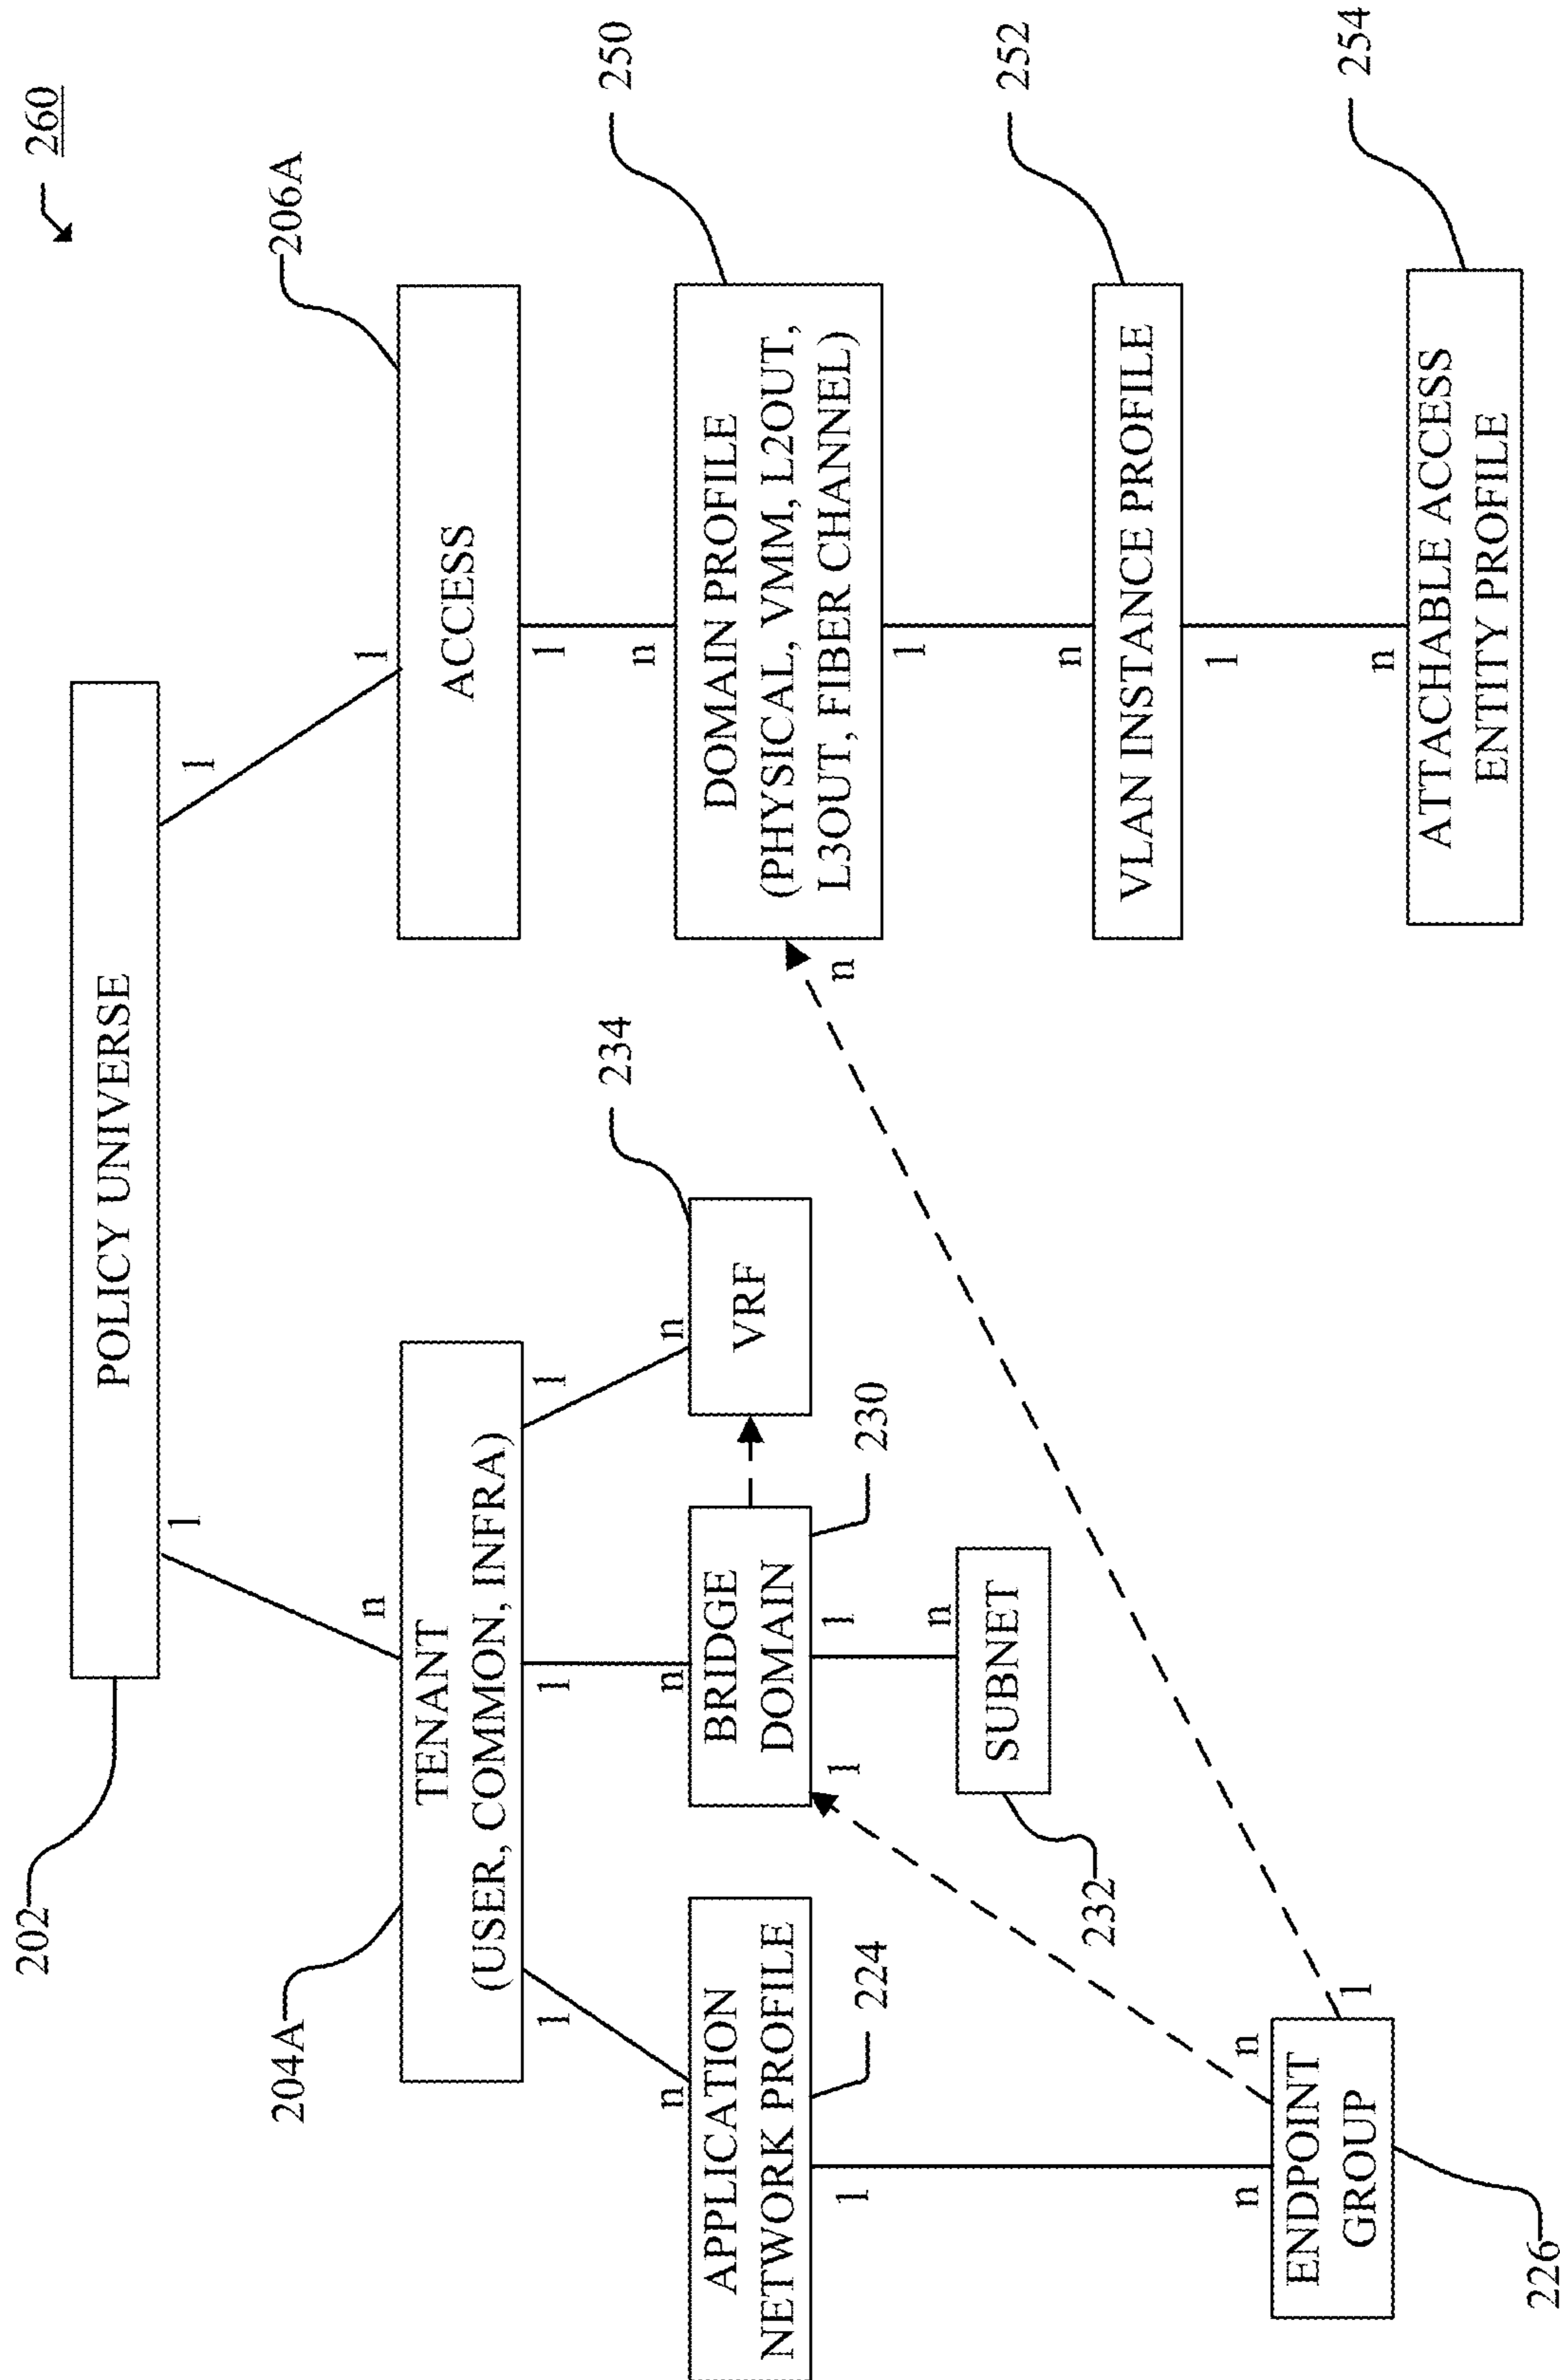 260
202
POLICY UNIVERSE
1
1
n
1
204A
TENANT
(USER, COMMON, INFRA)
206A
ACCESS
1
1
1
1
n
n
n
n
APPLICATION
NETWORK PROFILE
224
BRIDGE
DOMAIN
230
VRF
234
DOMAIN PROFILE
(PHYSICAL, VMM, L2OUT,
L3OUT, FIBER CHANNEL)
250
1
1
1
n
1
n
SUBNET
232
n
VLAN INSTANCE PROFILE
252
1
n
n
1
n
ENDPOINT
GROUP
226
ATTACHABLE ACCESS
ENTITY PROFILE
254